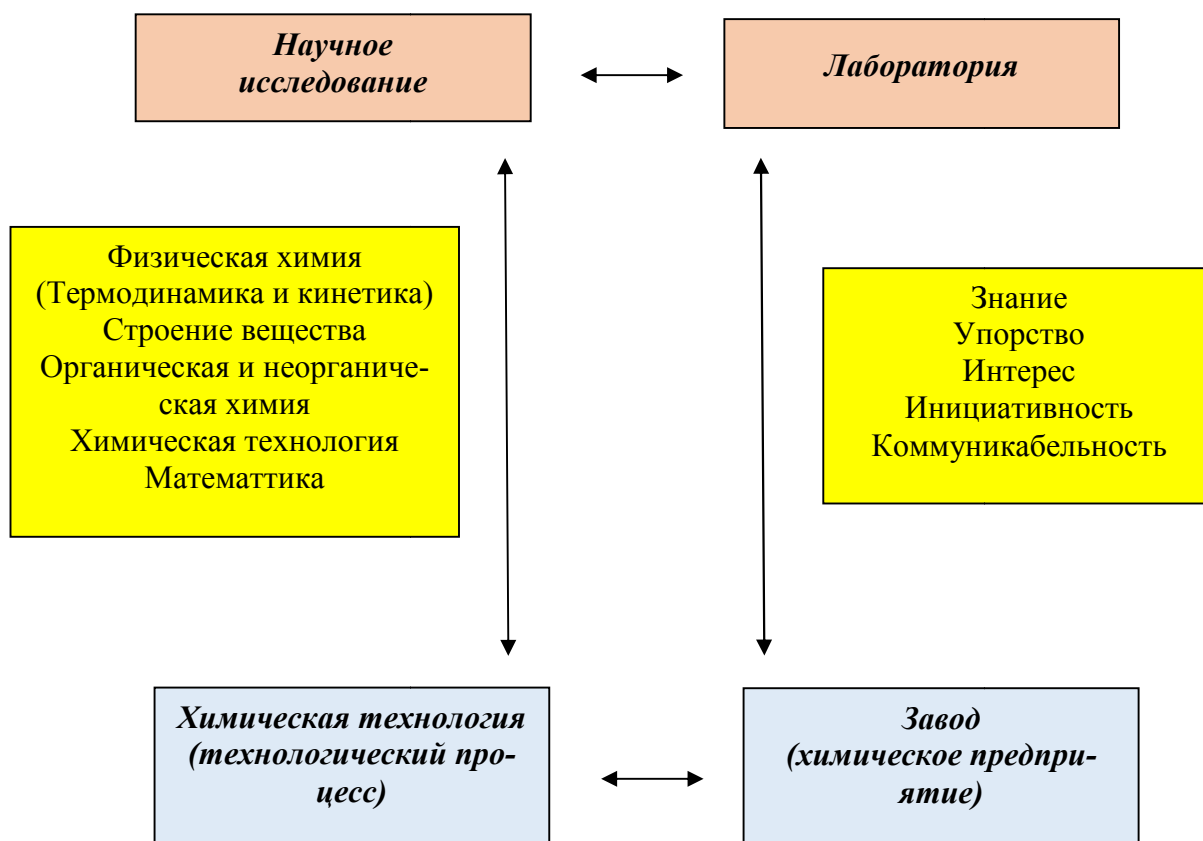 Научное
исследование
Лаборатория
Физическая химия
(Термодинамика и кинетика)
Строение вещества
Органическая и неорганиче-
ская химия
Химическая технология
Математтика
Знание
Упорство
Интерес
Инициативность
Коммуникабельность
Химическая технология
(технологический про-
цесс)
Завод
(химическое предпри-
ятие)